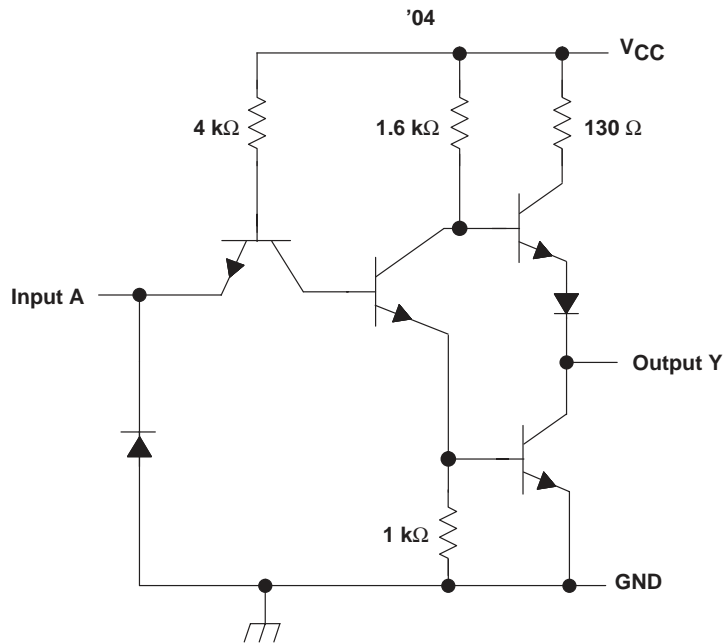 '04
VCC
4 kΩ
1.6 kΩ
130 Ω
Input A
Output Y
1 kΩ
GND